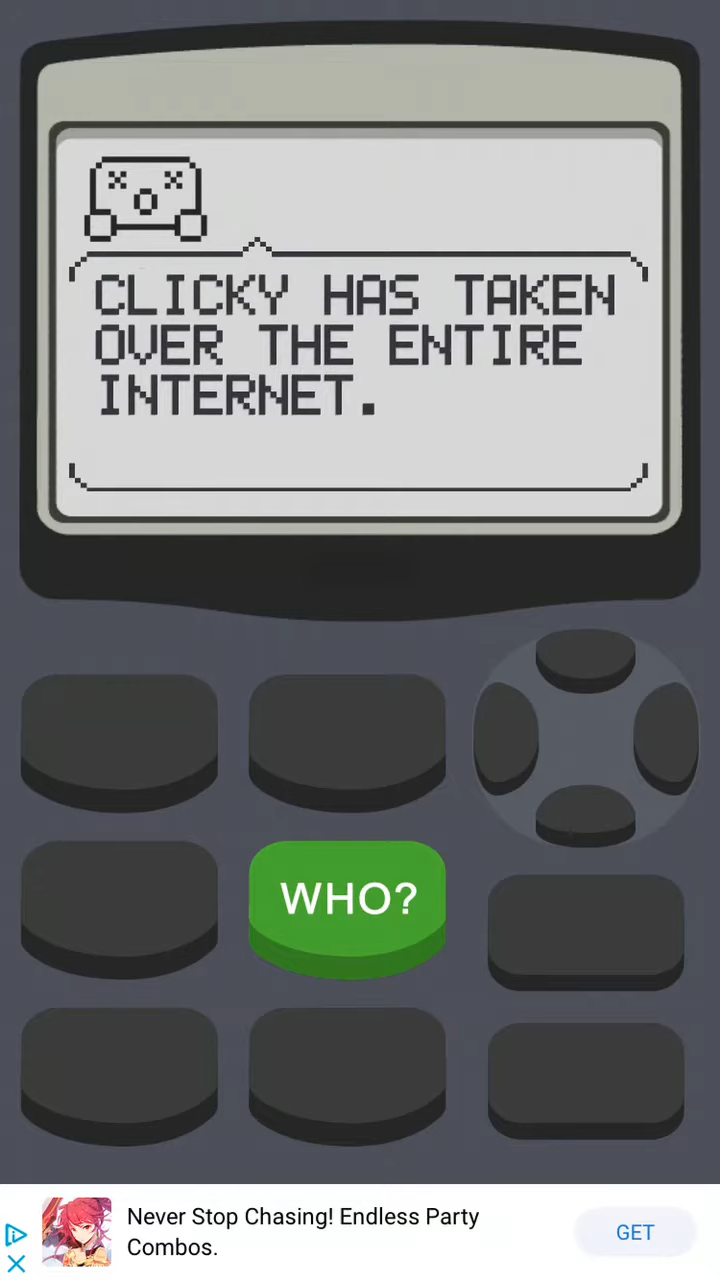 CLICKY HAS TAKEN
OVER THE ENTIRE
INTERNET.
WHO?
Never Stop Chasing! Endless Party
Combos.
GET